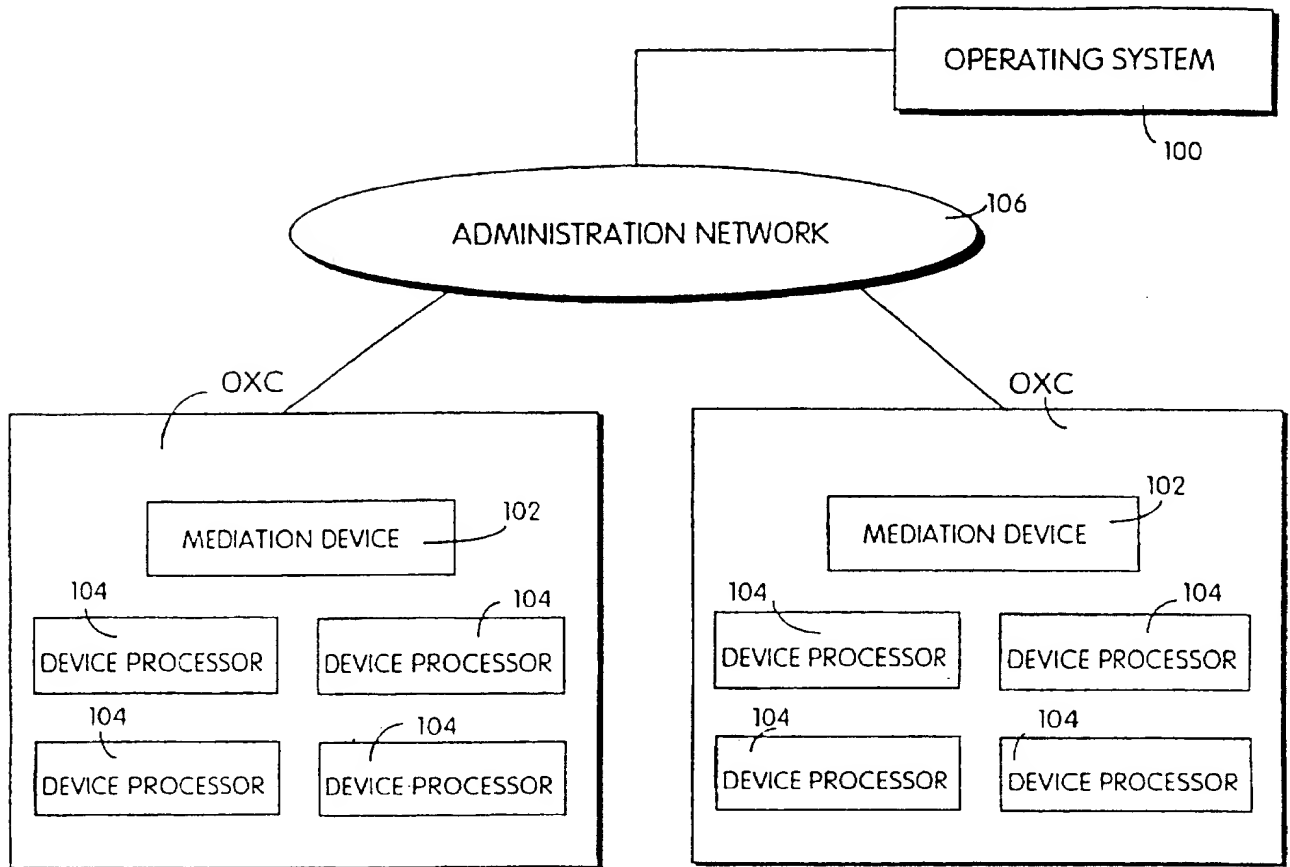 OPERATING SYSTEM
100
106
ADMINISTRATION NETWORK
OXC
OXC
102
MEDIATION DEVICE
102
MEDIATION DEVICE
104
104
DEVICE PROCESSOR
DEVICE PROCESSOR
104
104
DEVICE PROCESSOR
DEVICE PROCESSOR
104
104
DEVICE PROCESSOR
DEVICE PROCESSOR
104
104
DEVICE PROCESSOR
DEVICE PROCESSOR